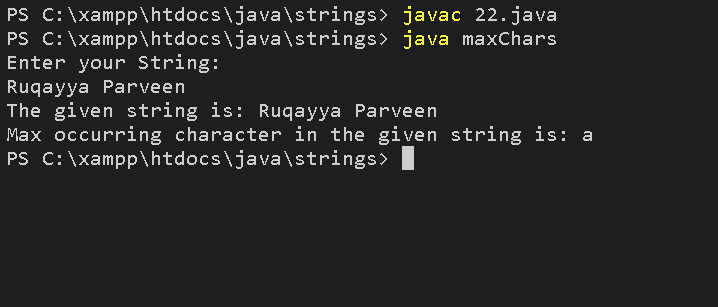 PS C:\xampp\htdocs\java\strings> javac 22.java
PS C:\xampp\htdocs\java\strings> java maxChars
Enter your String:
Ruqayya Parveen
The given string is: Ruqayya Parveen
Max occurring character in the given string is: a
PS C:\xampp\htdocs\java\strings>